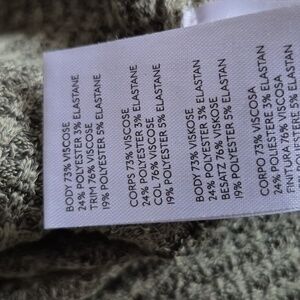 BODY 73% VISCOSE
24% POLYESTER 3% ELASTANE
TRIM 76% VISCOSE
19% POLYESTER 5% ELASTANE
CORPS 73% VISCOSE
24% POLYESTER 3% ELASTANE
COL 76% VISCOSE
19% POLYESTER 5% ELASTANE
BODY 73% VISKOSE
24% POLYESTER 3% ELASTAN
BESATZ 76% VISKOSE
19% POLYESTER 5% ELASTAN
CORPO 73% VISCOSA
24% POLIESTERE 3% ELASTAN
FINITURA 76% VISCOSA
5% ELASTAN